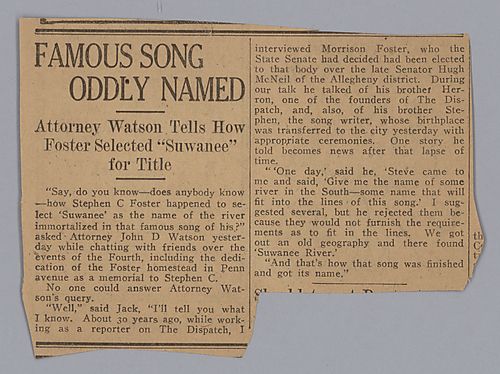 FAMOUS SONG
ODDLY NAMED
Attorney Watson Tells How
Foster Selected “Suwanee”
for Title
“Say, do you know—does anybody know
—how Stephen C Foster happened to se-
lect ‘Suwanee’ as the name of the river
immortalized in that famous song of his?”
asked Attorney John D Watson yester-
day while chatting with friends over the
events of the Fourth, including the dedi-
cation of the Foster homestead in Penn
avenue as a memorial to Stephen C.
No one could answer Attorney Wat-
son’s query.
“Well,” said Jack, “I’ll tell you what
I know. About 30 years ago, while work-
ing as a reporter on The Dispatch, I
interviewed Morrison Foster, who the
State Senate had decided had been elected
to that body over the late Senator Hugh
McNeil of the Allegheny district. During
our talk he talked of his brother Her-
ron, one of the founders of The Dis-
patch, and, also, of his brother Ste-
phen, the song writer, whose birthplace
was transferred to the city yesterday with
appropriate ceremonies. One story he
told becomes news after that lapse of
time.
“‘One day,’ said he, ‘Steve came to
me and said, ‘Give me the name of some
river in the South—some name that will
fit into the lines of this song.’ I sug-
gested several, but he rejected them be-
cause they would not furnish the require-
ments as to fit in the lines. We go-
out an old geography and there found
‘Suwanee River.’
“And that’s how that song was finished
and got its name.”
th